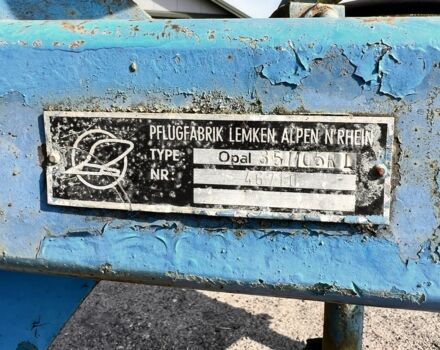 PFLUGFABRIK LEMKEN, ALPEN N'RHEIN
TYPE: Opal
NR: